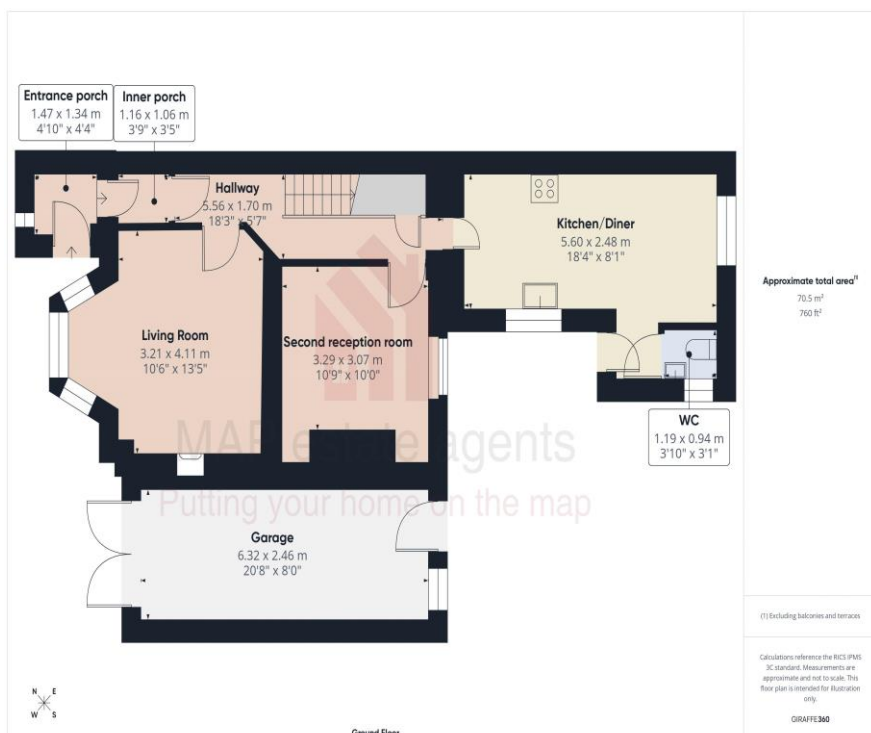 Entrance porch
1.47 x 1.34 m
4'10" x 4'4"
Inner porch
1.16 x 1.06 m
3'9" x 3'5"
Hallway
5.56 x 1.70 m
18'3" x 5'7"
Kitchen/Diner
5.60 x 2.48 m
18'4" x 8'1"
Living Room
3.21 x 4.11 m
10'6" x 13'5"
Second reception room
3.29 x 3.07 m
10'9" x 10'0"
WC
1.19 x 0.94 m
3'10" x 3'1"
MAP estate agents
Putting your home on the map
Garage
6.32 x 2.46 m
20'8" x 8'0"
N E
W S
Ground Floor
Approximate total area(1)
70.5 m²
760 ft²
(1) Excluding balconies and terraces
Calculations reference the RICS IPMS
3C standard. Measurements are
approximate and not to scale. This
floor plan is intended for illustration
only.
GIRAFFE360